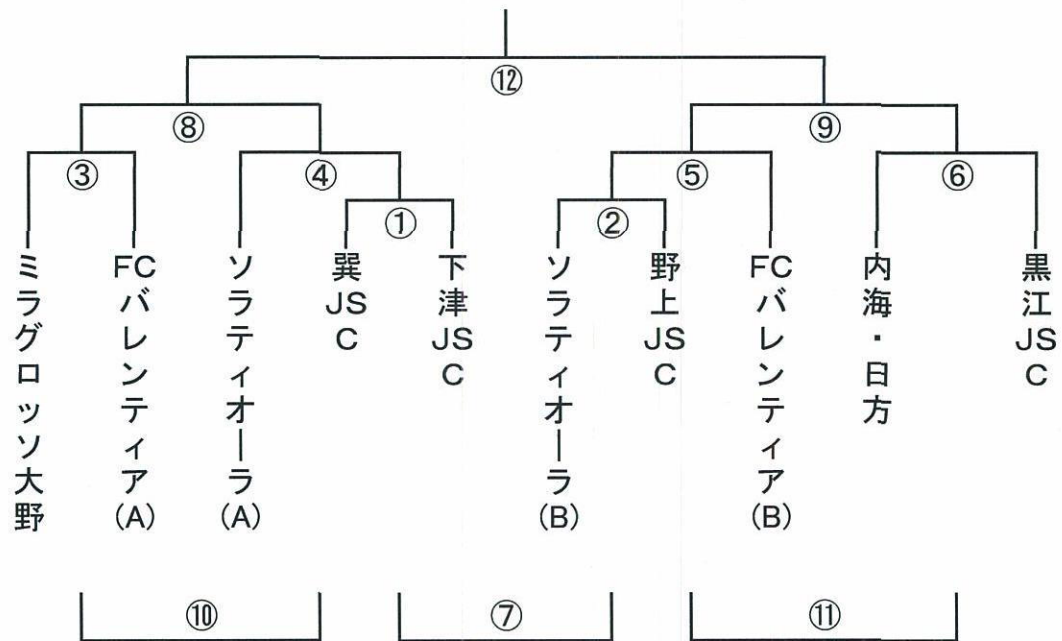 ⑫
⑧
⑨
③
④
⑤
⑥
①
②
ミラグロッソ大野
FCバレンティア(A)
ソラティオーラ(A)
巽JSC
下津JSC
ソラティオーラ(B)
野上JSC
FCバレンティア(B)
内海・日方
黒江JSC
⑩
⑦
⑪